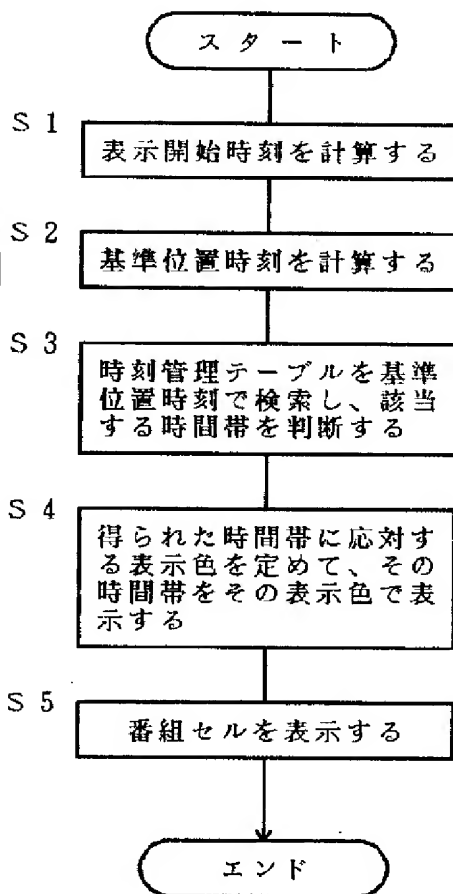 スタート
S 1
表示開始時刻を計算する
S 2
基準位置時刻を計算する
S 3
時刻管理テーブルを基準
位置時刻で検索し、該当
する時間帯を判断する
S 4
得られた時間帯に応対す
る表示色を定めて、その
時間帯をその表示色で表
示する
S 5
番組セルを表示する
エンド